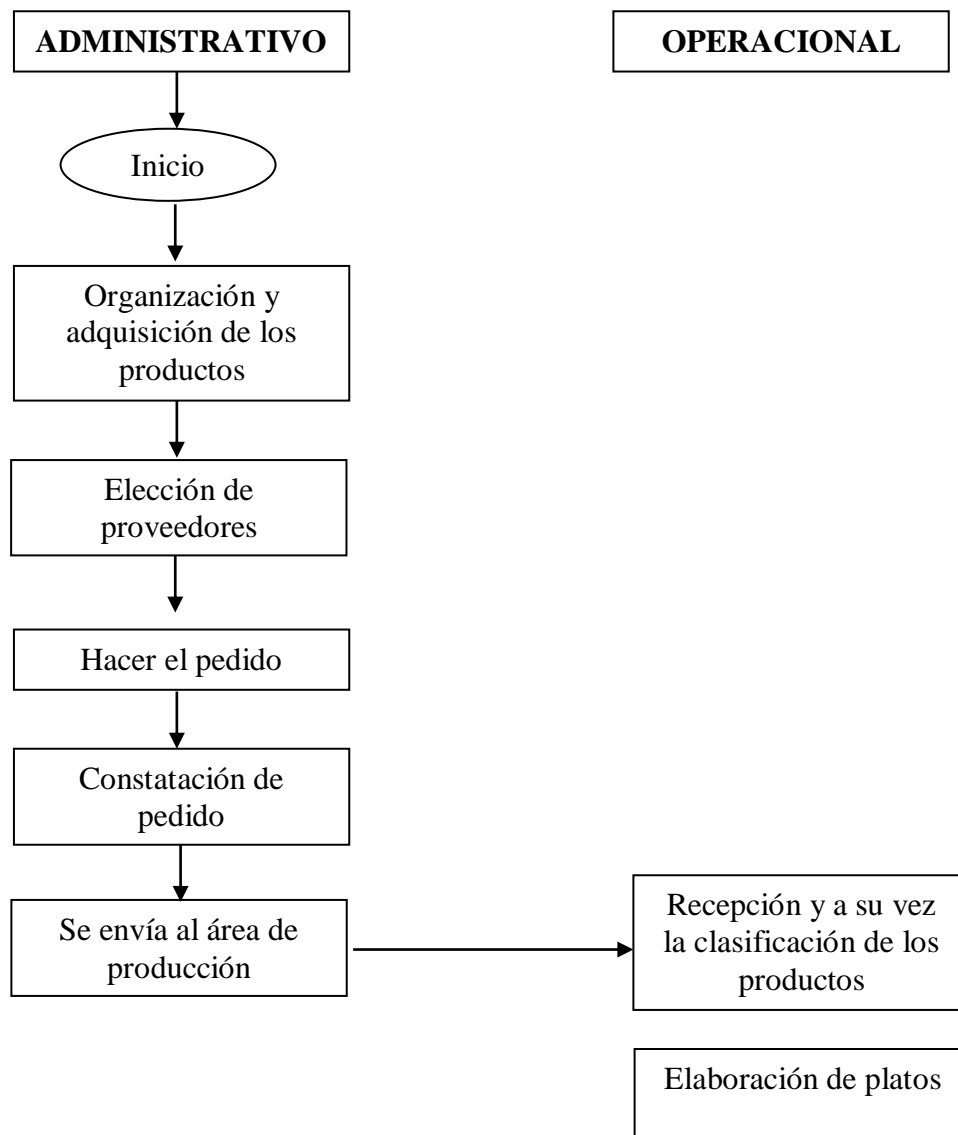 ADMINISTRATIVO
OPERACIONAL
Inicio
Organización y
adquisición de los
productos
Elección de
proveedores
Hacer el pedido
Constatación de
pedido
Se envía al área de
producción
Recepción y a su vez
la clasificación de los
productos
Elaboración de platos